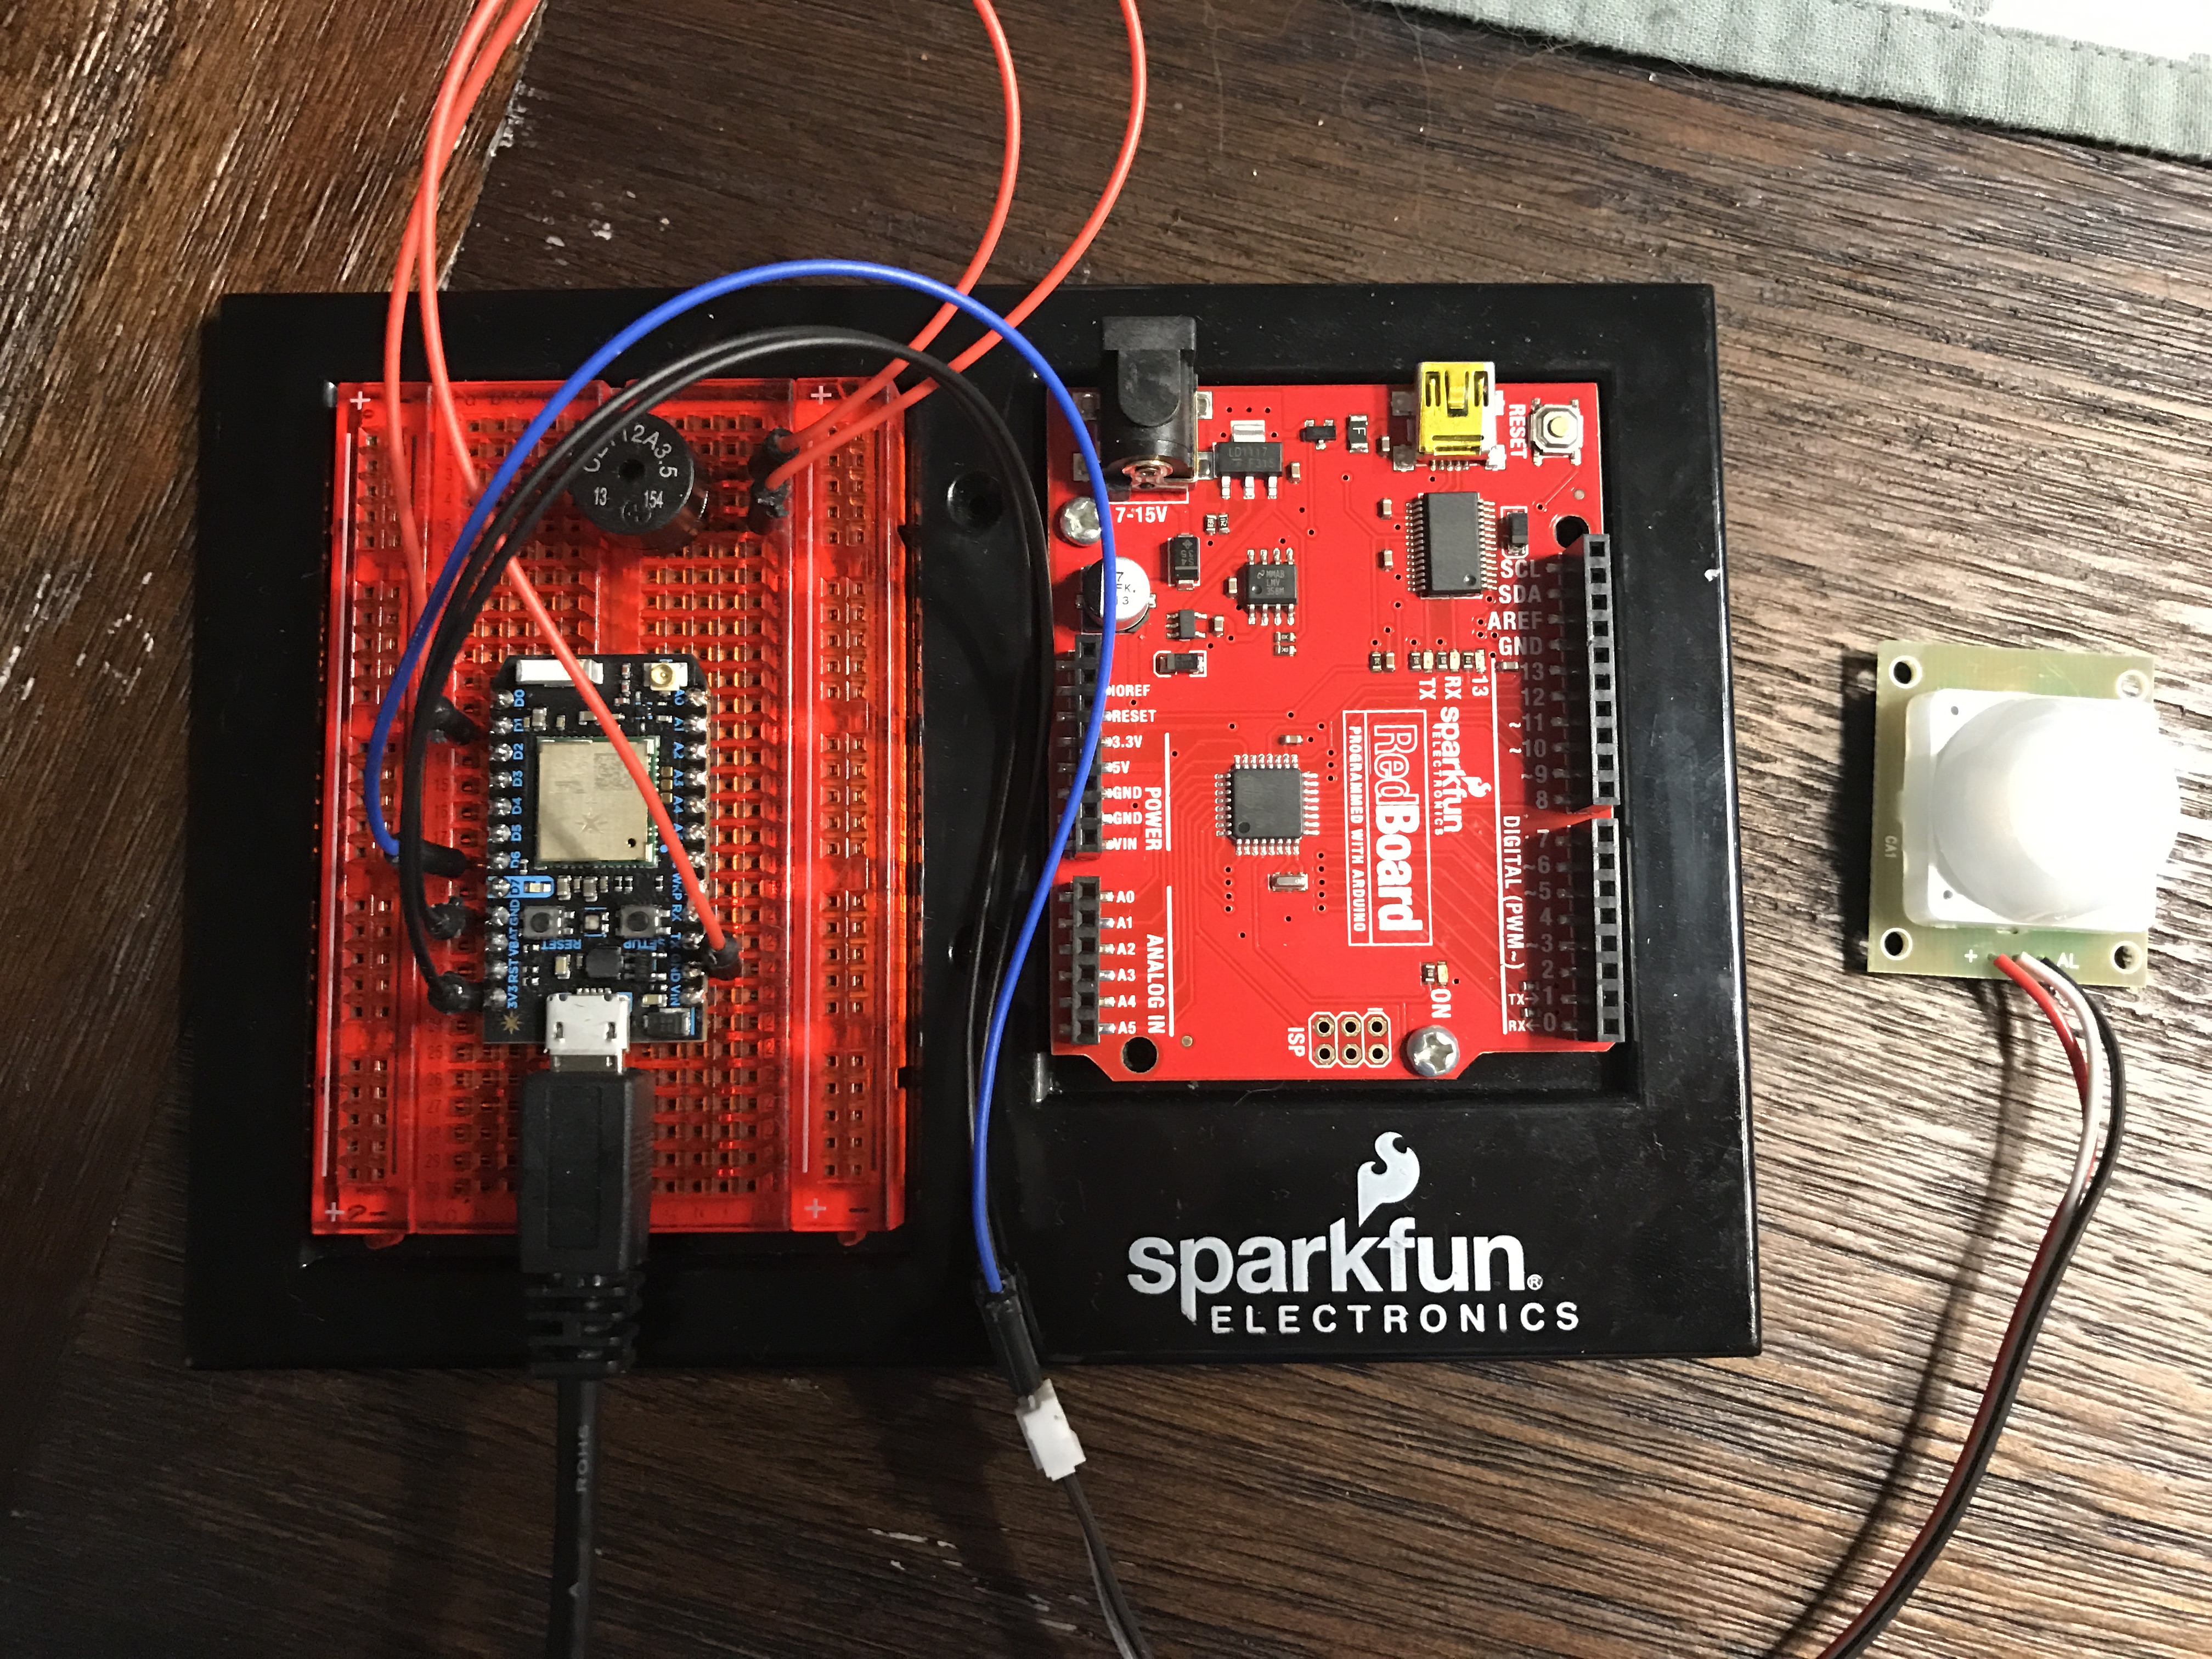 ROHS
3V3 RST VBAT GND D7 D6 D5 D4 D3 D2 D1 D0
RESET
SETUP
VIN GND TX RX WKP A4 A3 A2 A1 A0
13
154
+
-
+
+
-
+
sparkfun®
ELECTRONICS
A5
A4
A3
A2
A1
A0
ANALOG IN
VIN
GND
GND
5V
3.3V
RESET
IOREF
POWER
7-15V
ISP
RedBoard
PROGRAMMED WITH ARDUINO
sparkfun
ELECTRONICS
ON
TX
RX
13
DIGITAL (PWM~)
RX←0
TX→1
2
~3
4
~5
~6
7
8
~9
~10
~11
12
13
GND
AREF
SDA
SCL
RESET
CA1
+
AL